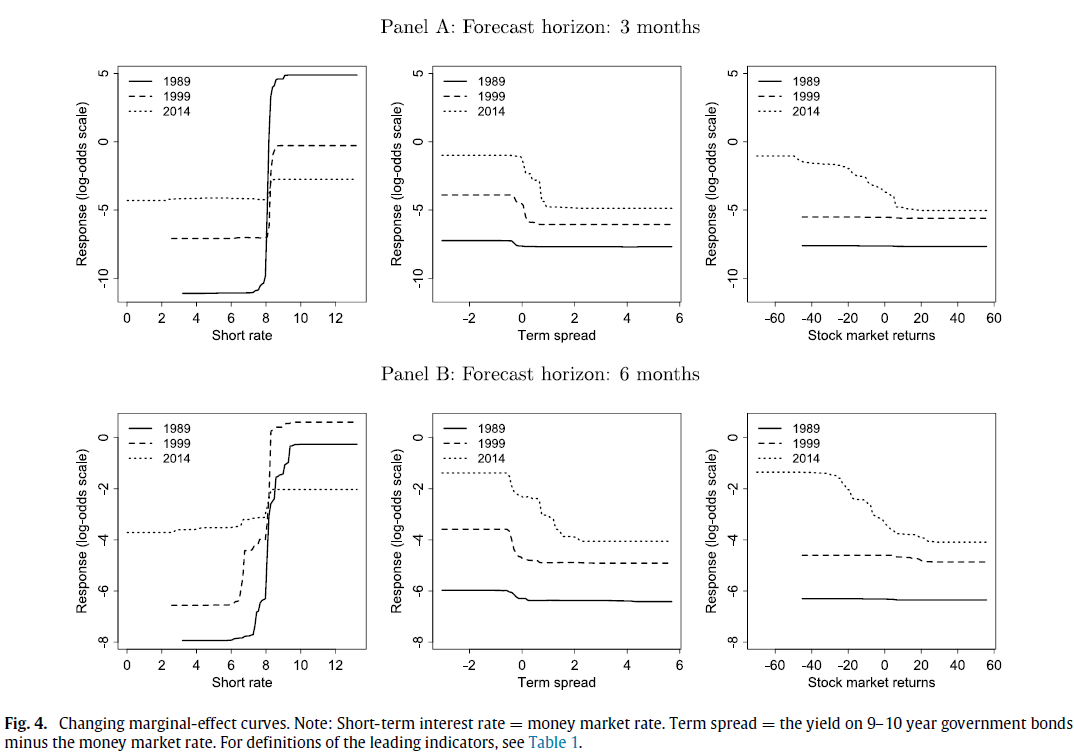 Panel A: Forecast horizon: 3 months
Response (log-odds scale)
5
0
-5
-10
1989
1999
2014
0 2 4 6 8 10 12
Short rate
Response (log-odds scale)
5
0
-5
-10
1989
1999
2014
-2 0 2 4 6
Term spread
Response (log-odds scale)
5
0
-5
-10
1989
1999
2014
-60 -40 -20 0 20 40 60
Stock market returns
Panel B: Forecast horizon: 6 months
Response (log-odds scale)
0
-2
-4
-6
-8
1989
1999
2014
0 2 4 6 8 10 12
Short rate
Response (log-odds scale)
0
-2
-4
-6
-8
1989
1999
2014
-2 0 2 4 6
Term spread
Response (log-odds scale)
0
-2
-4
-6
-8
1989
1999
2014
-60 -40 -20 0 20 40 60
Stock market returns
Fig. 4. Changing marginal-effect curves. Note: Short-term interest rate = money market rate. Term spread = the yield on 9–10 year government bonds
minus the money market rate. For definitions of the leading indicators, see Table 1.